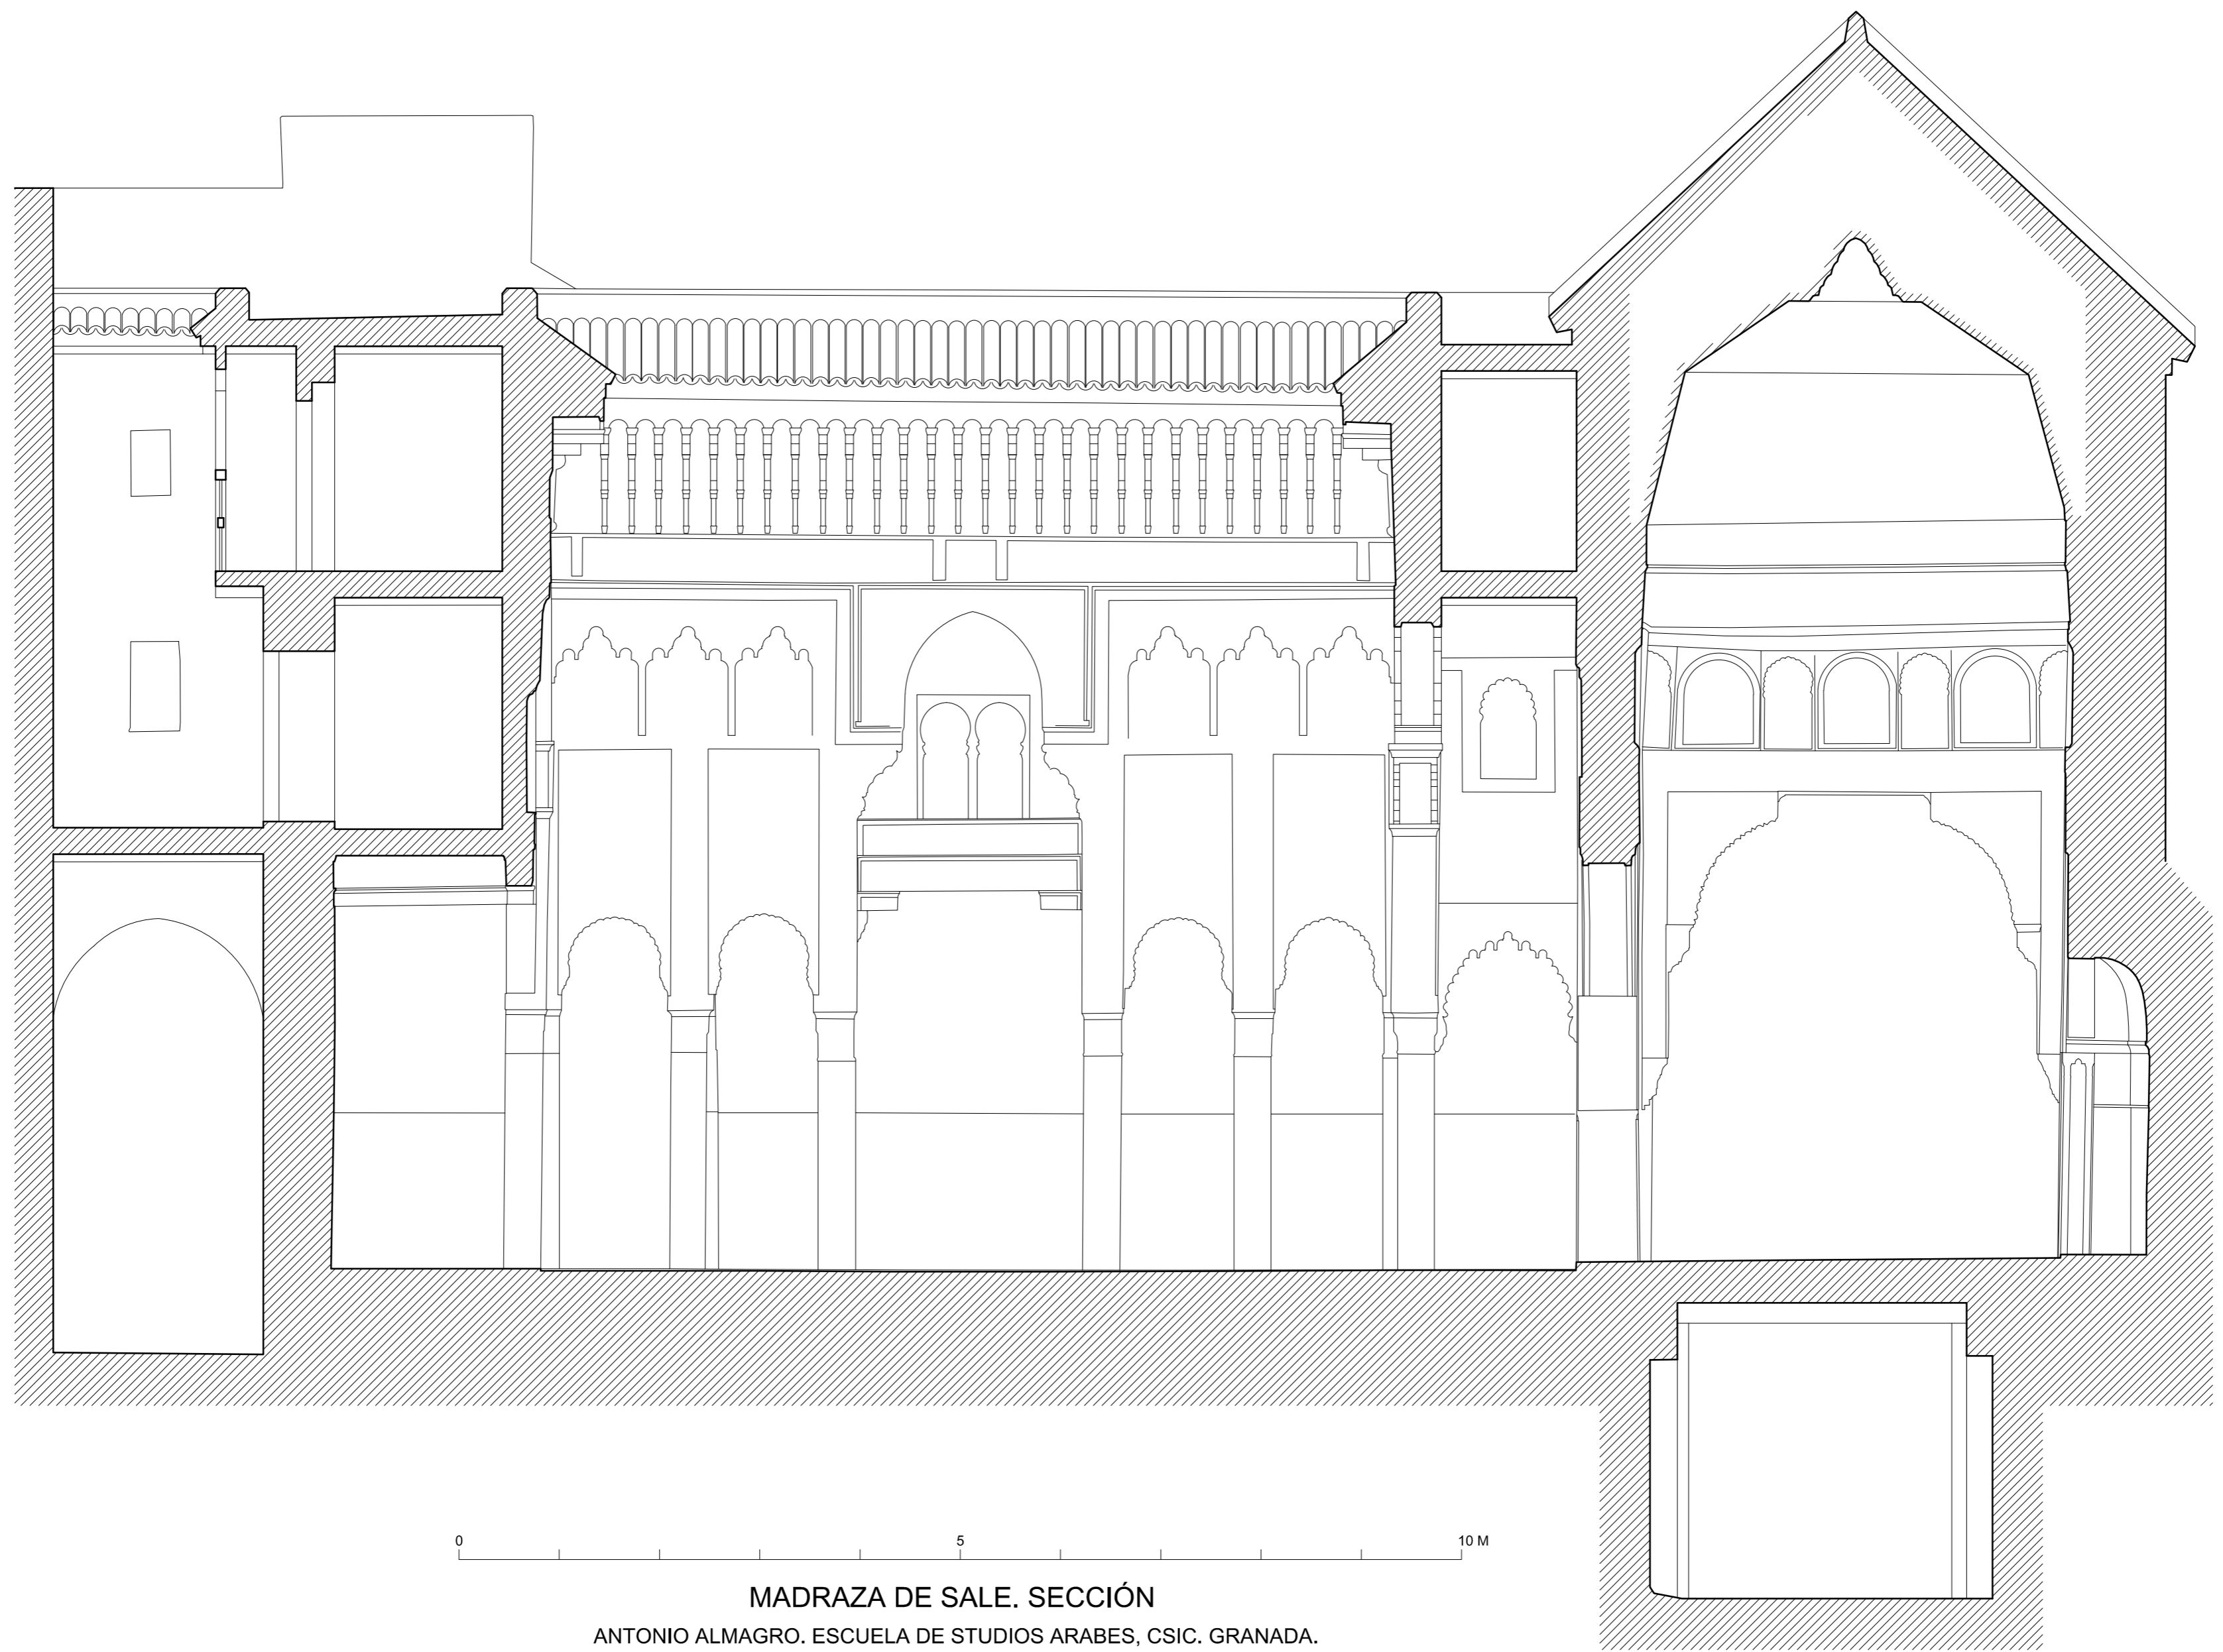 0 5 10 M
MADRAZA DE SALE. SECCIÓN
ANTONIO ALMAGRO. ESCUELA DE STUDIOS ARABES, CSIC. GRANADA.